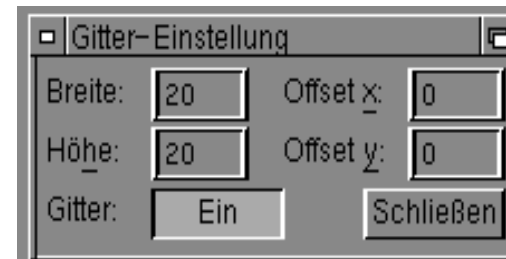 Gitter-Einstellung
Breite: 20 Offset x: 0
Höhe: 20 Offset y: 0
Gitter: Ein Schließen